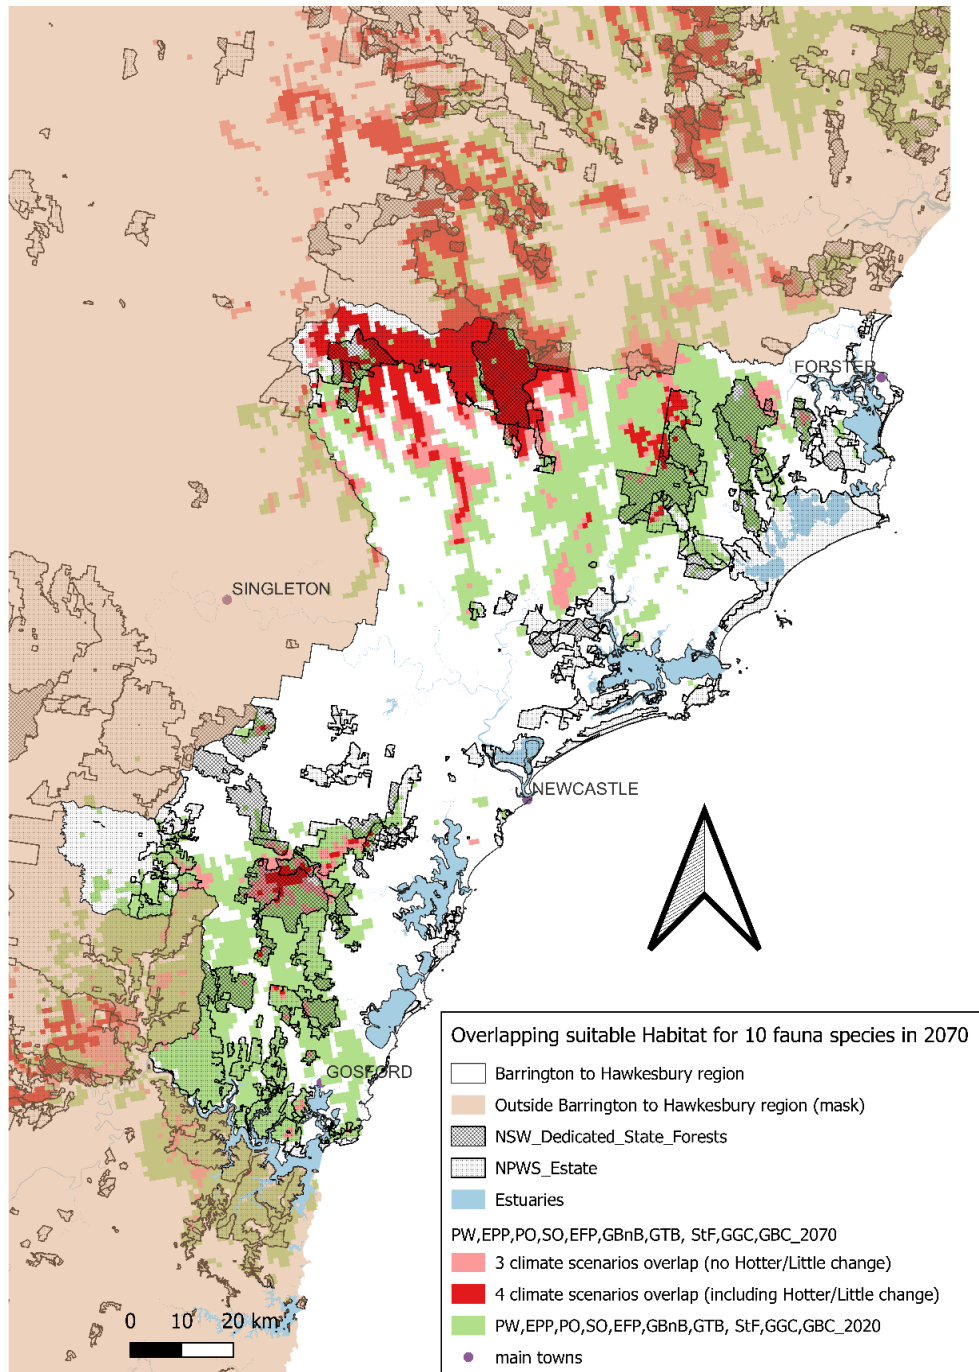 FORSTER
SINGLETON
NEWCASTLE
GOSFORD
Overlapping suitable Habitat for 10 fauna species in 2070
Barrington to Hawkesbury region
Outside Barrington to Hawkesbury region (mask)
NSW_Dedicated_State_Forests
NPWS_Estate
Estuaries
PW,EPP,PO,SO,EFP,GBnB,GTB, StF,GGC,GBC_2070
3 climate scenarios overlap (no Hotter/Little change)
4 climate scenarios overlap (including Hotter/Little change)
PW,EPP,PO,SO,EFP,GBnB,GTB, StF,GGC,GBC_2020
main towns
0 10 20 km